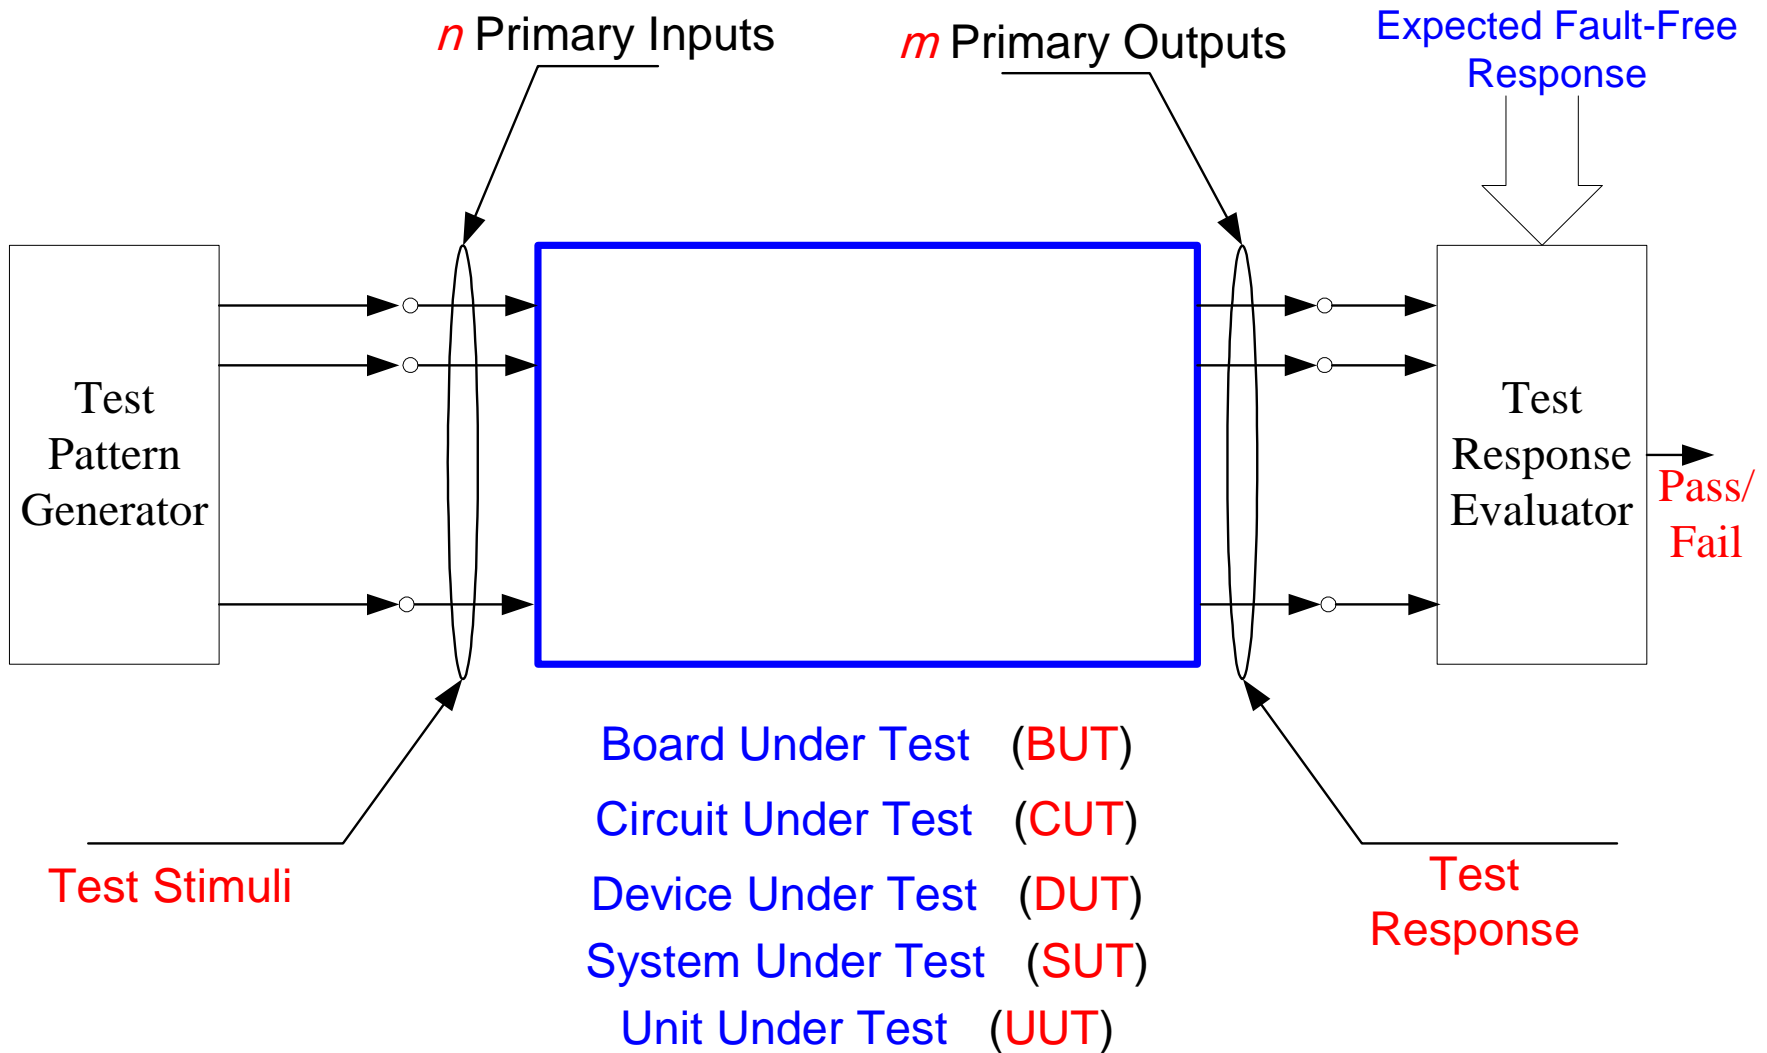 n Primary Inputs
m Primary Outputs
Expected Fault-Free
Response
Test
Pattern
Generator
Test
Response
Evaluator
Pass/
Fail
Test Stimuli
Test
Response
Board Under Test (BUT)
Circuit Under Test (CUT)
Device Under Test (DUT)
System Under Test (SUT)
Unit Under Test (UUT)